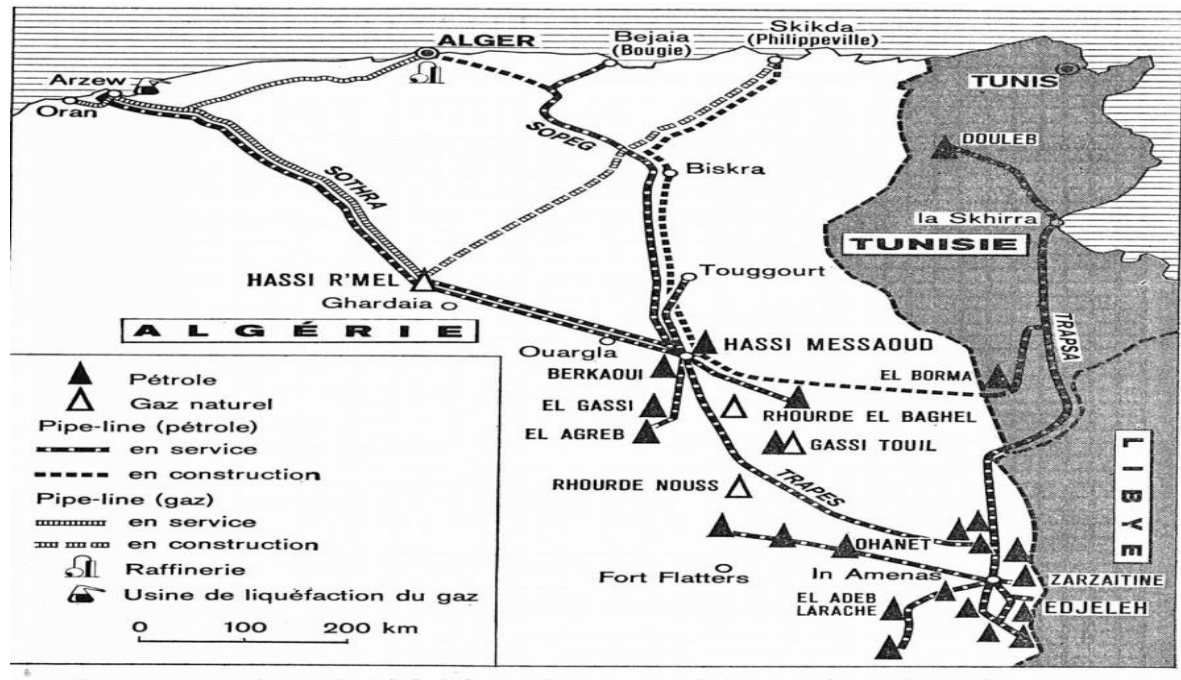 Skikda
(Philippeville)
Bejaia
(Bougie)
ALGER
Arzew
Oran
TUNIS
DOULEB
SOPEG
SOTHRA
Biskra
la Skhirra
TUNISIE
Touggourt
HASSI R'MEL
Ghardaia
ALGÉRIE
TRAPSA
Ouargla
HASSI MESSAOUD
BERKAOUI
EL BORMA
EL GASSI
RHOURDE EL BAGHEL
EL AGREB
GASSI TOUIL
LIBYE
RHOURDE NOUSS
TRAPES
OHANET
Fort Flatters
In Amenas
ZARZAITINE
EL ADEB
LARACHE
EDJELEH
Pétrole
Gaz naturel
Pipe-line (pétrole)
en service
en construction
Pipe-line (gaz)
en service
en construction
Raffinerie
Usine de liquéfaction du gaz
0 100 200 km